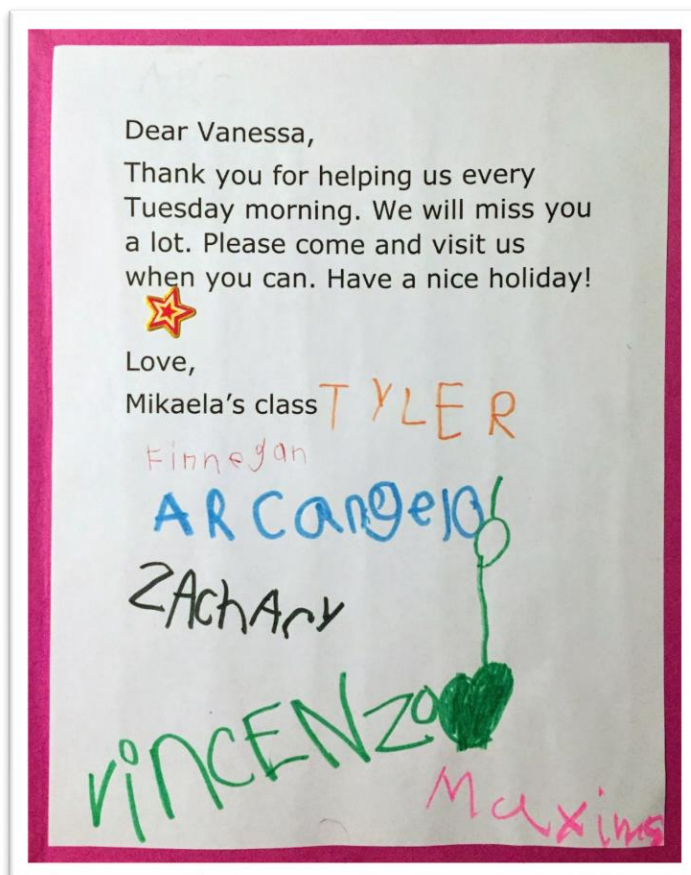 Dear Vanessa,
Thank you for helping us every
Tuesday morning. We will miss you
a lot. Please come and visit us
when you can. Have a nice holiday!
Love,
Mikaela's class TYLER
Finnegan
ARCangelo
ZAchAry
viNCENZo